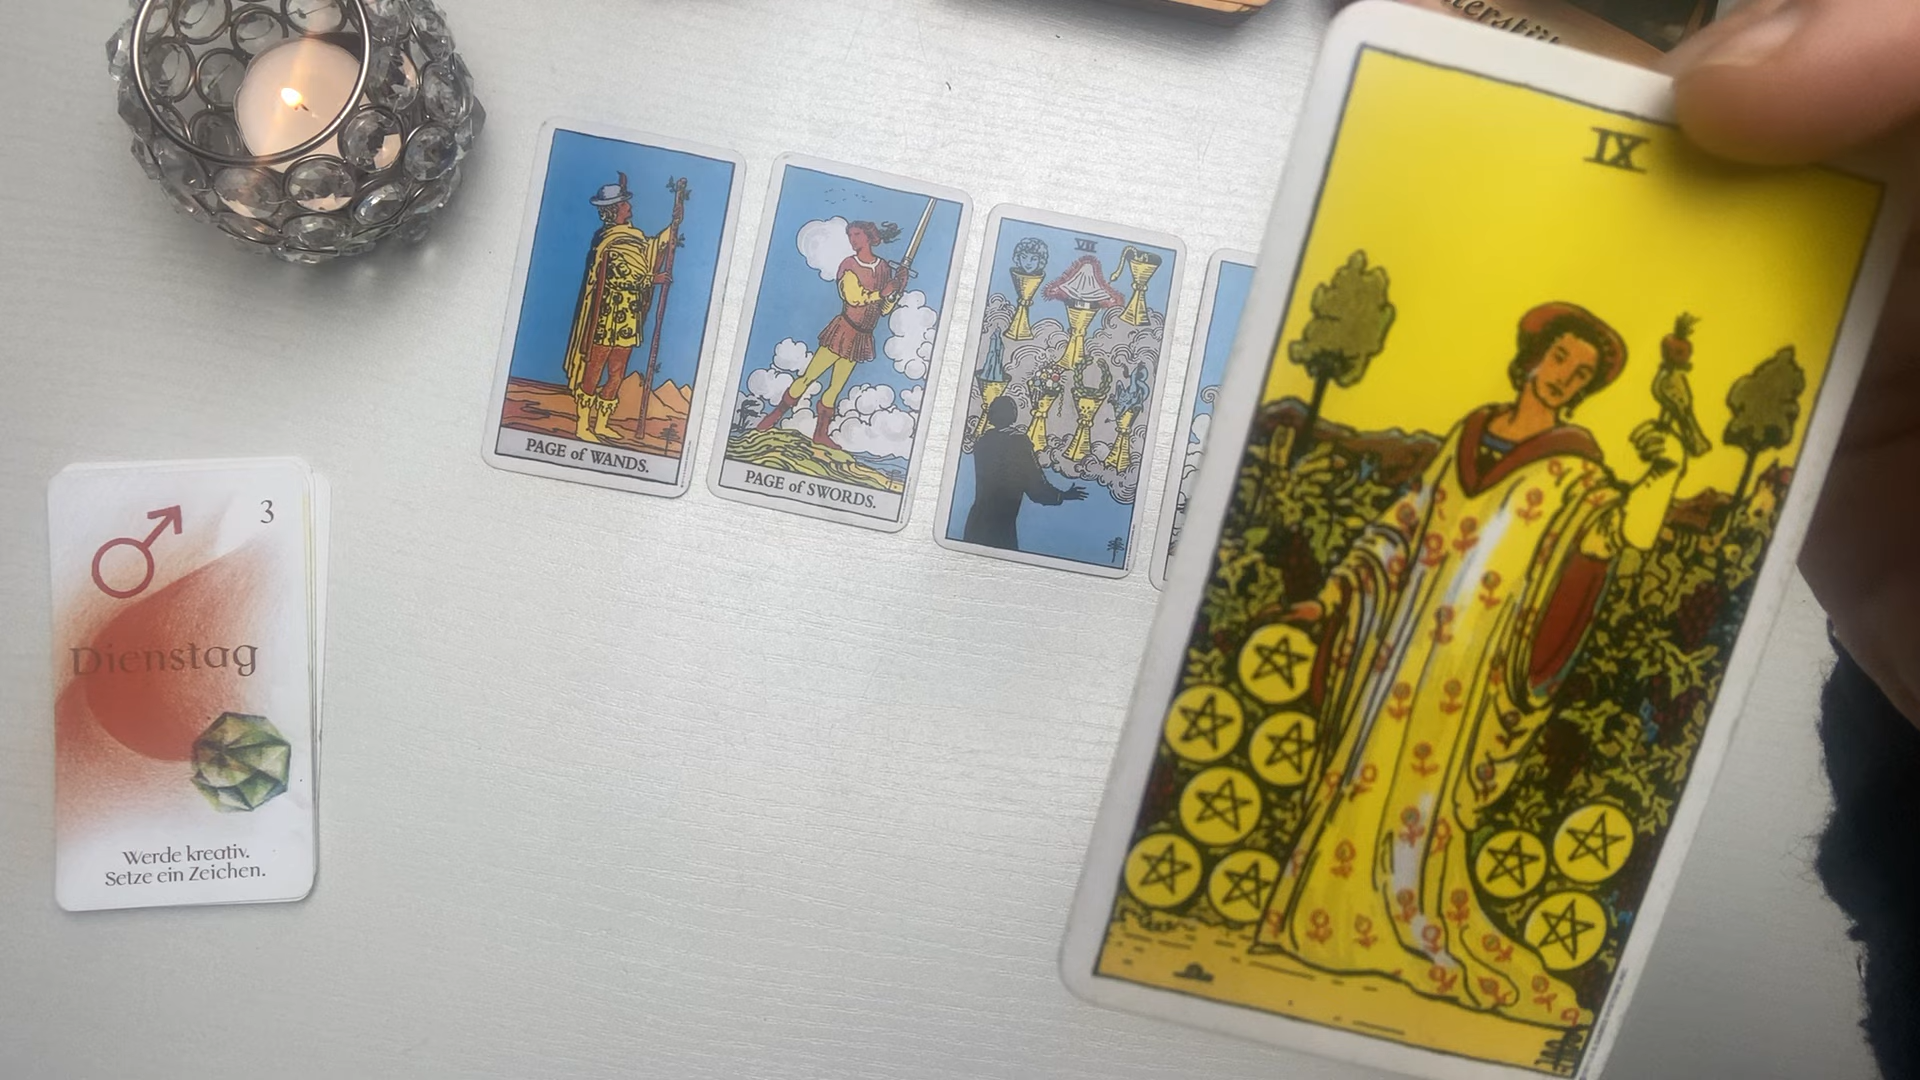 IX
VII
PAGE of WANDS.
PAGE of SWORDS.
3
Dienstag
Werde kreativ.
Setze ein Zeichen.